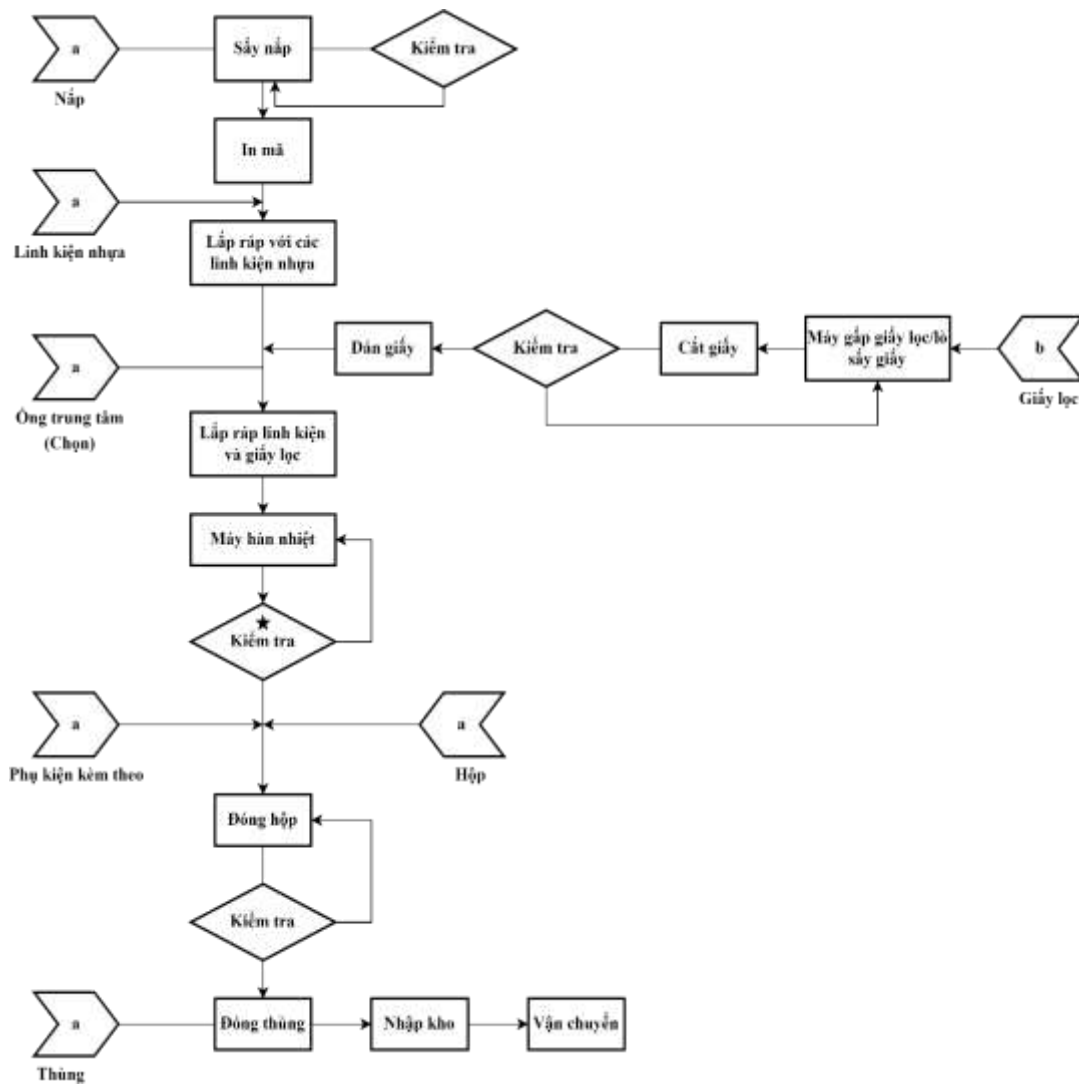 a
Sấy nắp
Kiểm tra
Nắp
In mã
a
Linh kiện nhựa
Lắp ráp với các
linh kiện nhựa
a
Ống trung tâm
(Chọn)
Dán giấy
Kiểm tra
Cắt giấy
Máy gấp giấy lọc/lò
sấy giấy
b
Giấy lọc
Lắp ráp linh kiện
và giấy lọc
Máy hàn nhiệt
Kiểm tra
a
Phụ kiện kèm theo
a
Hộp
Đóng hộp
Kiểm tra
a
Thùng
Đóng thùng
Nhập kho
Vận chuyển